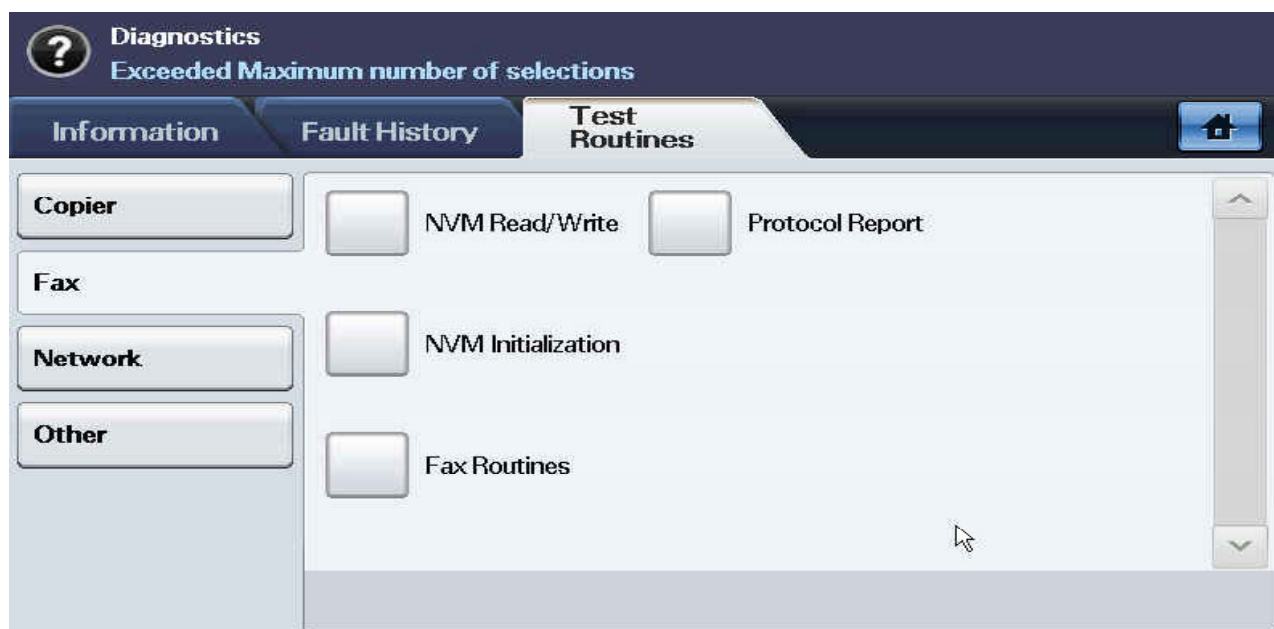 Diagnostics
Exceeded Maximum number of selections
Information
Fault History
Test
Routines
Copier
Fax
Network
Other
NVM Read/Write
Protocol Report
NVM Initialization
Fax Routines